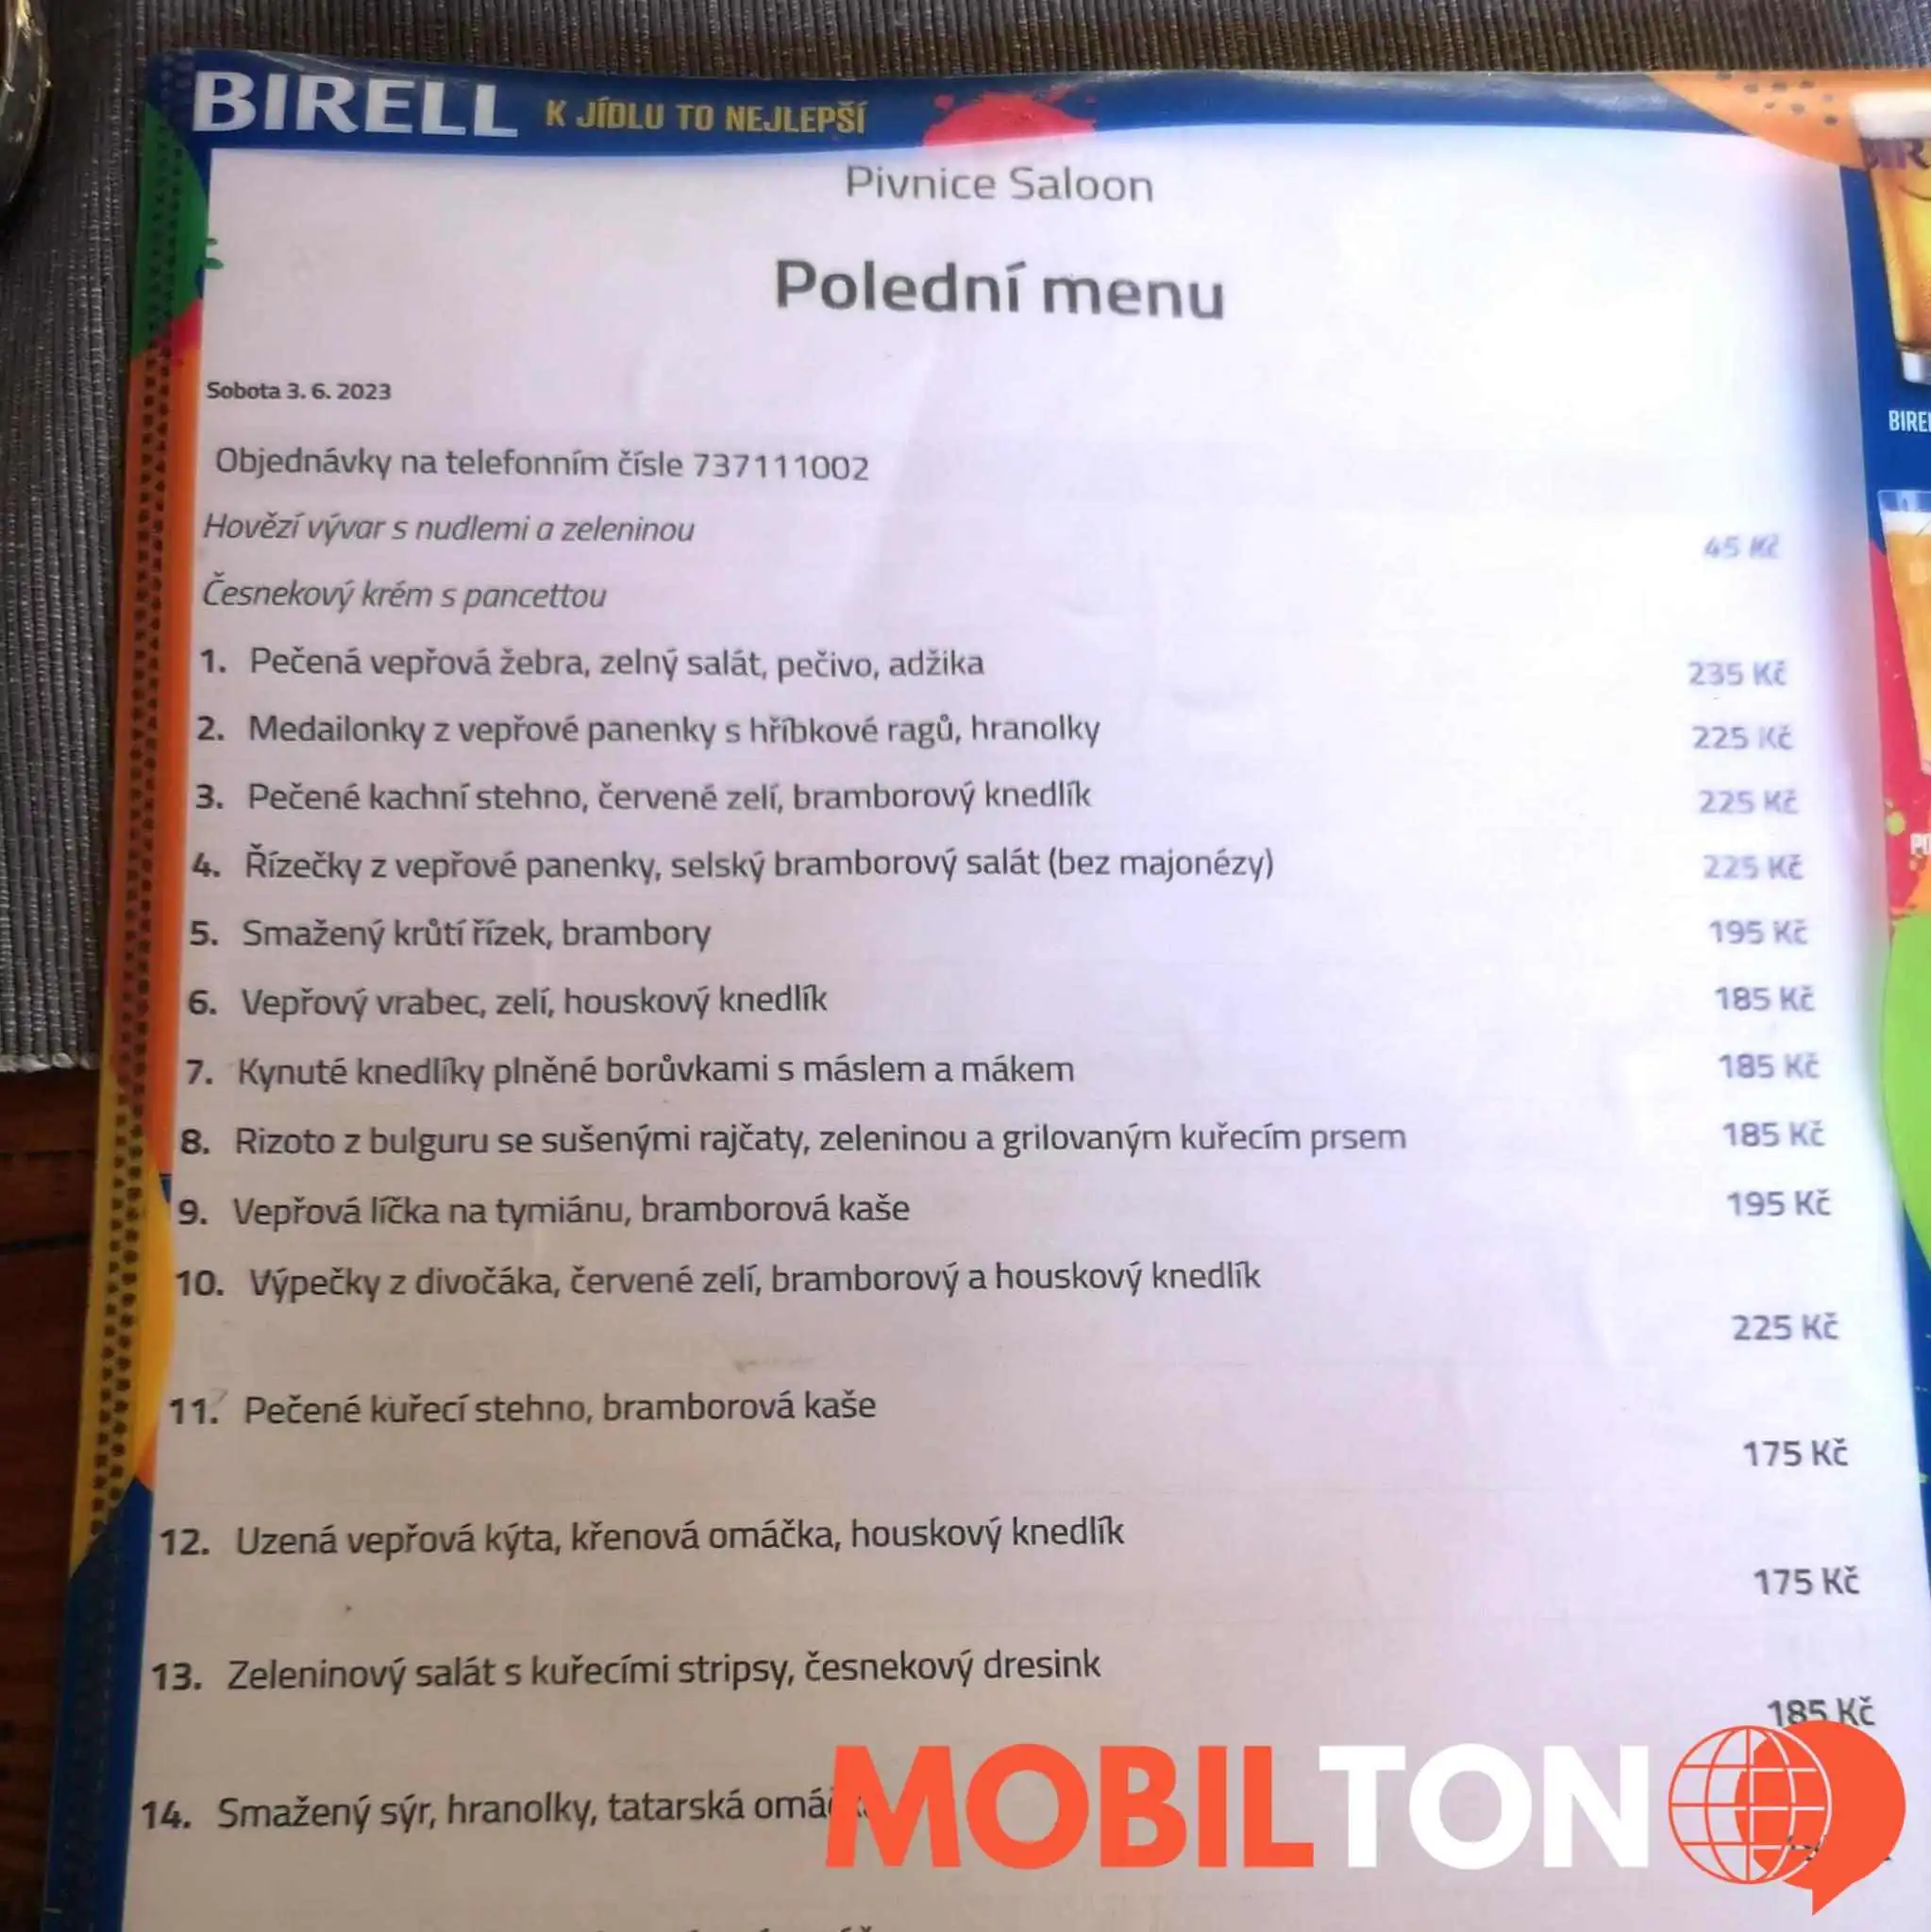 BIRELL K JÍDLU TO NEJLEPŠÍ
Pivnice Saloon
Polední menu
Sobota 3. 6. 2023
Objednávky na telefonním čísle 737111002
Hovězí vývar s nudlemi a zeleninou 45 Kč
Česnekový krém s pancettou
1. Pečená vepřová žebra, zelný salát, pečivo, adžika 235 Kč
2. Medailonky z vepřové panenky s hříbkové ragů, hranolky 225 Kč
3. Pečené kachní stehno, červené zelí, bramborový knedlík 225 Kč
4. Řízečky z vepřové panenky, selský bramborový salát (bez majonézy) 225 Kč
5. Smažený krůtí řízek, brambory 195 Kč
6. Vepřový vrabec, zelí, houskový knedlík 185 Kč
7. Kynuté knedlíky plněné borůvkami s máslem a mákem 185 Kč
8. Rizoto z bulguru se sušenými rajčaty, zeleninou a grilovaným kuřecím prsem 185 Kč
9. Vepřová líčka na tymiánu, bramborová kaše 195 Kč
10. Výpečky z divočáka, červené zelí, bramborový a houskový knedlík
225 Kč
11. Pečené kuřecí stehno, bramborová kaše
175 Kč
12. Uzená vepřová kýta, křenová omáčka, houskový knedlík
175 Kč
13. Zeleninový salát s kuřecími stripsy, česnekový dresink
185 Kč
14. Smažený sýr, hranolky, tatarská
MOBILTON